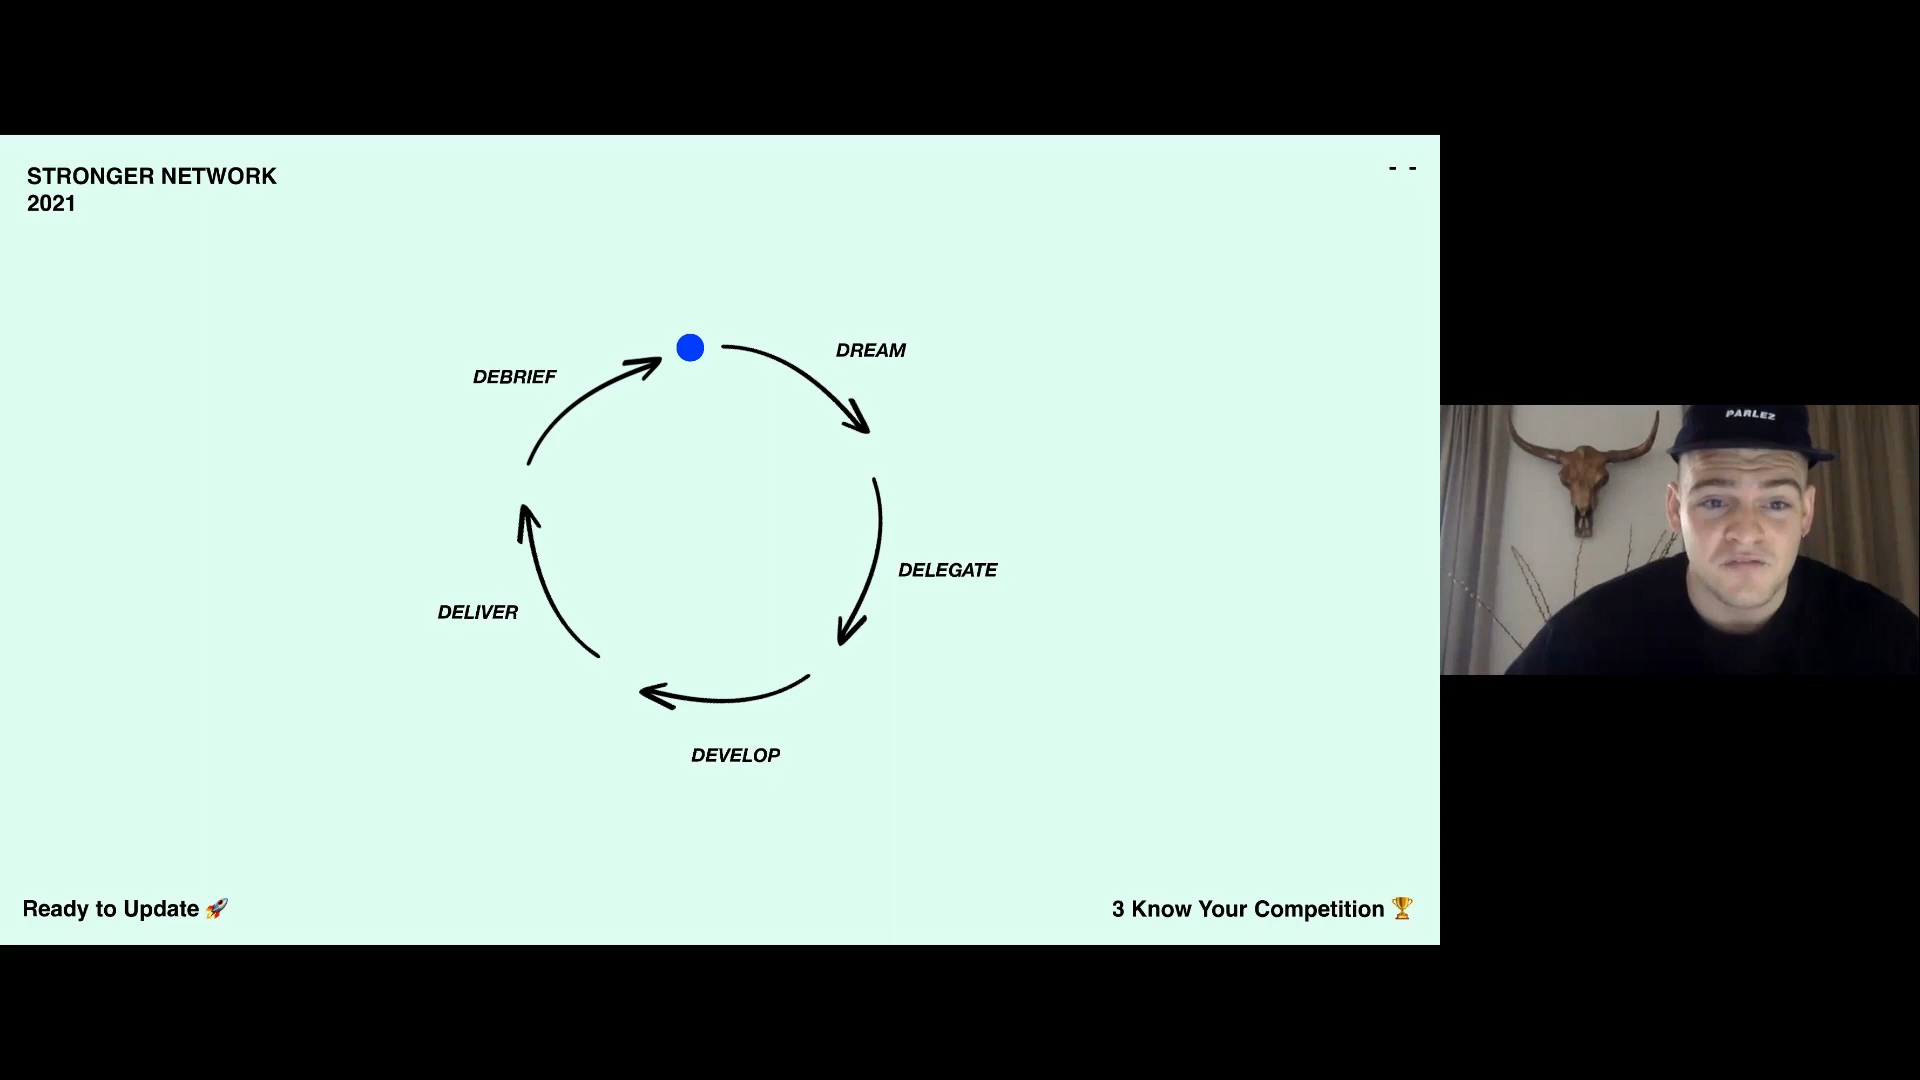 STRONGER NETWORK
2021
- -
DREAM
DEBRIEF
DELEGATE
DELIVER
DEVELOP
Ready to Update 🚀
3 Know Your Competition 🏆
PARLEZ